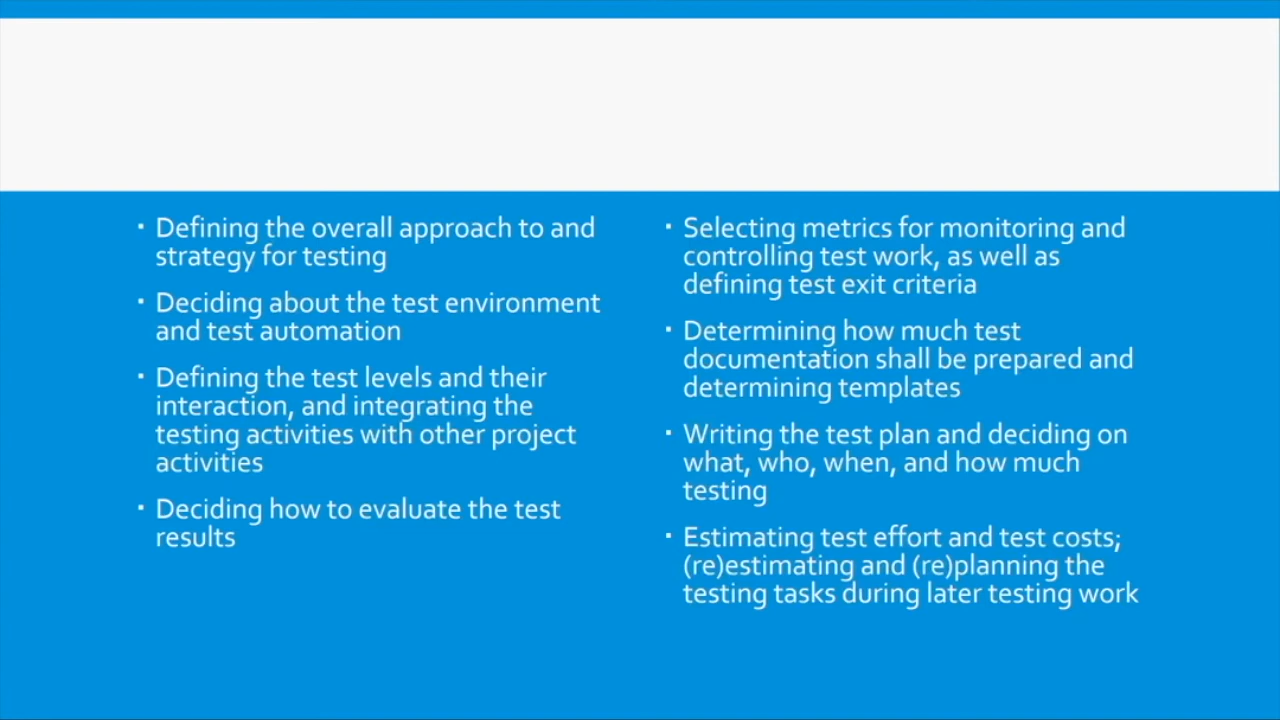 ▪ Defining the overall approach to and
strategy for testing
▪ Deciding about the test environment
and test automation
▪ Defining the test levels and their
interaction, and integrating the
testing activities with other project
activities
▪ Deciding how to evaluate the test
results
▪ Selecting metrics for monitoring and
controlling test work, as well as
defining test exit criteria
▪ Determining how much test
documentation shall be prepared and
determining templates
▪ Writing the test plan and deciding on
what, who, when, and how much
testing
▪ Estimating test effort and test costs;
(re)estimating and (re)planning the
testing tasks during later testing work